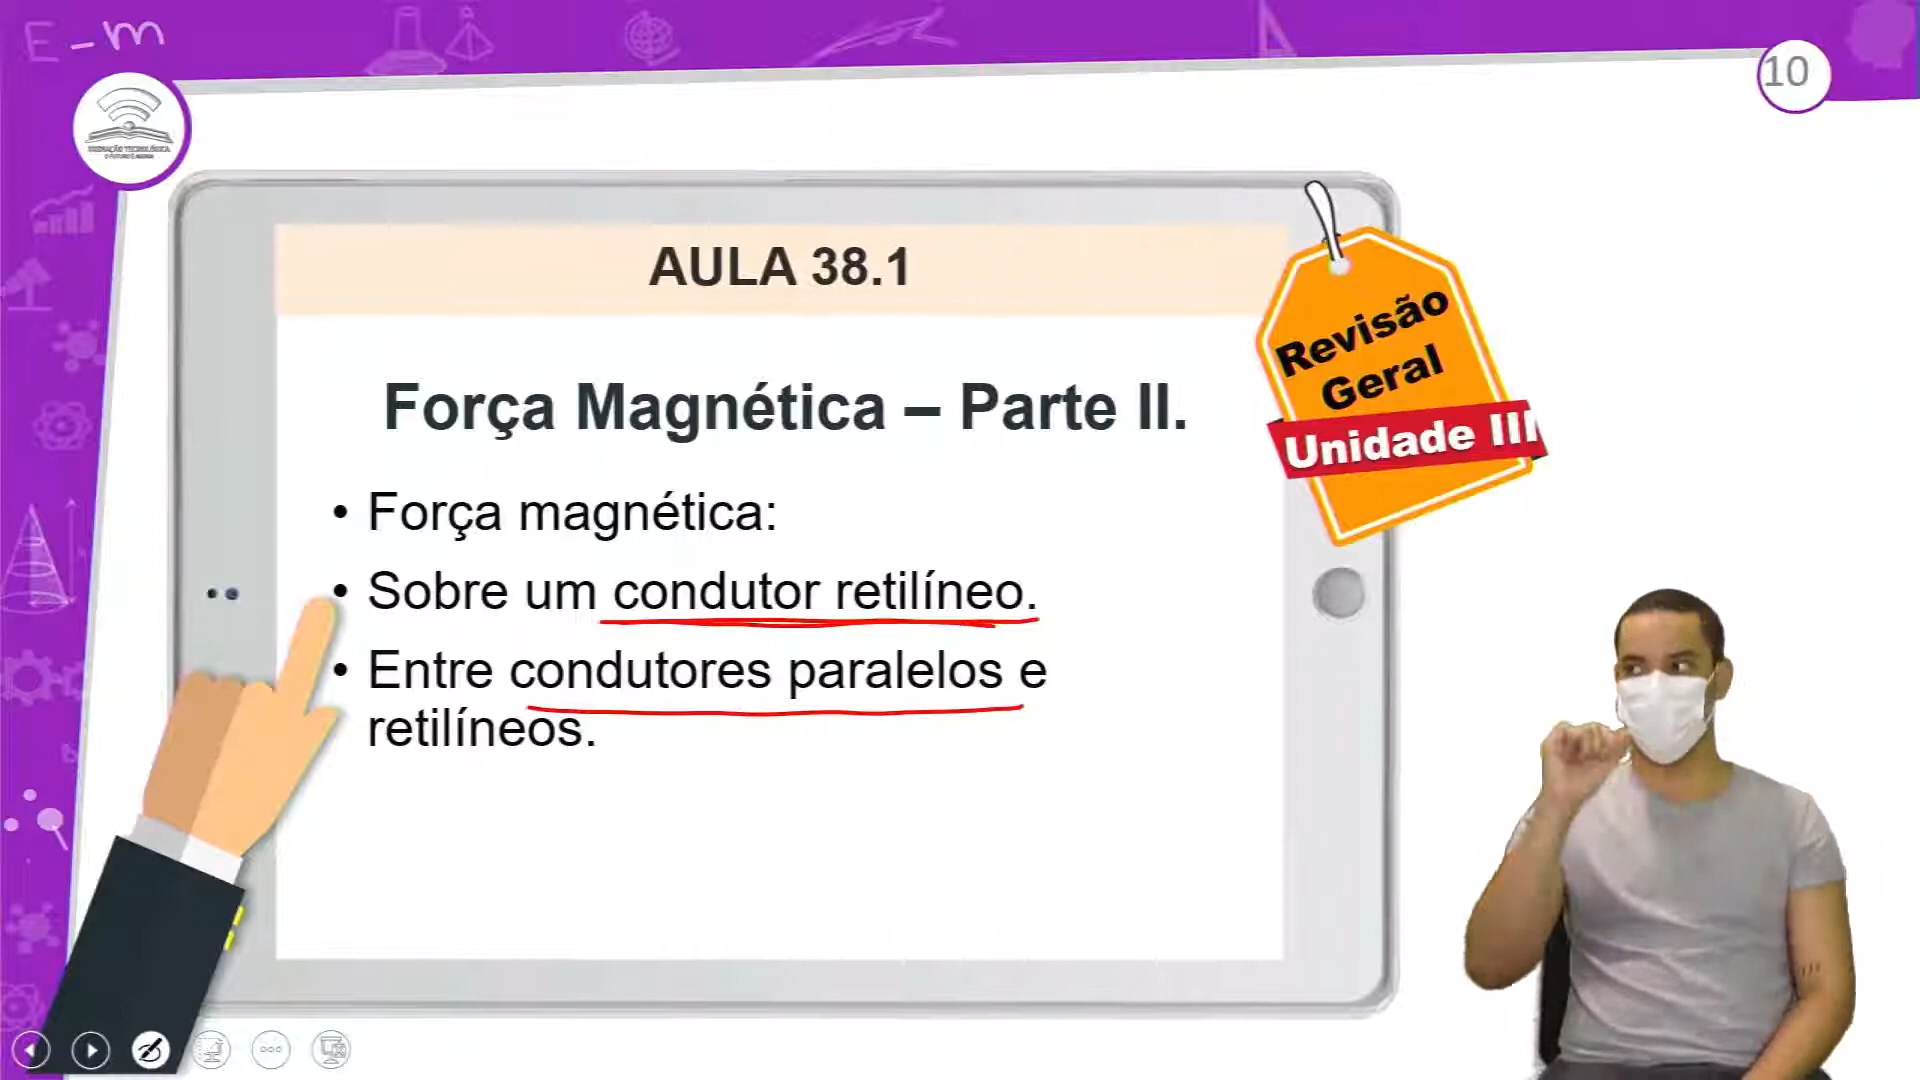 E-m
10
AULA 38.1
Revisão
Geral
Unidade III
Força Magnética – Parte II.
• Força magnética:
• Sobre um condutor retilíneo.
• Entre condutores paralelos e
retilíneos.